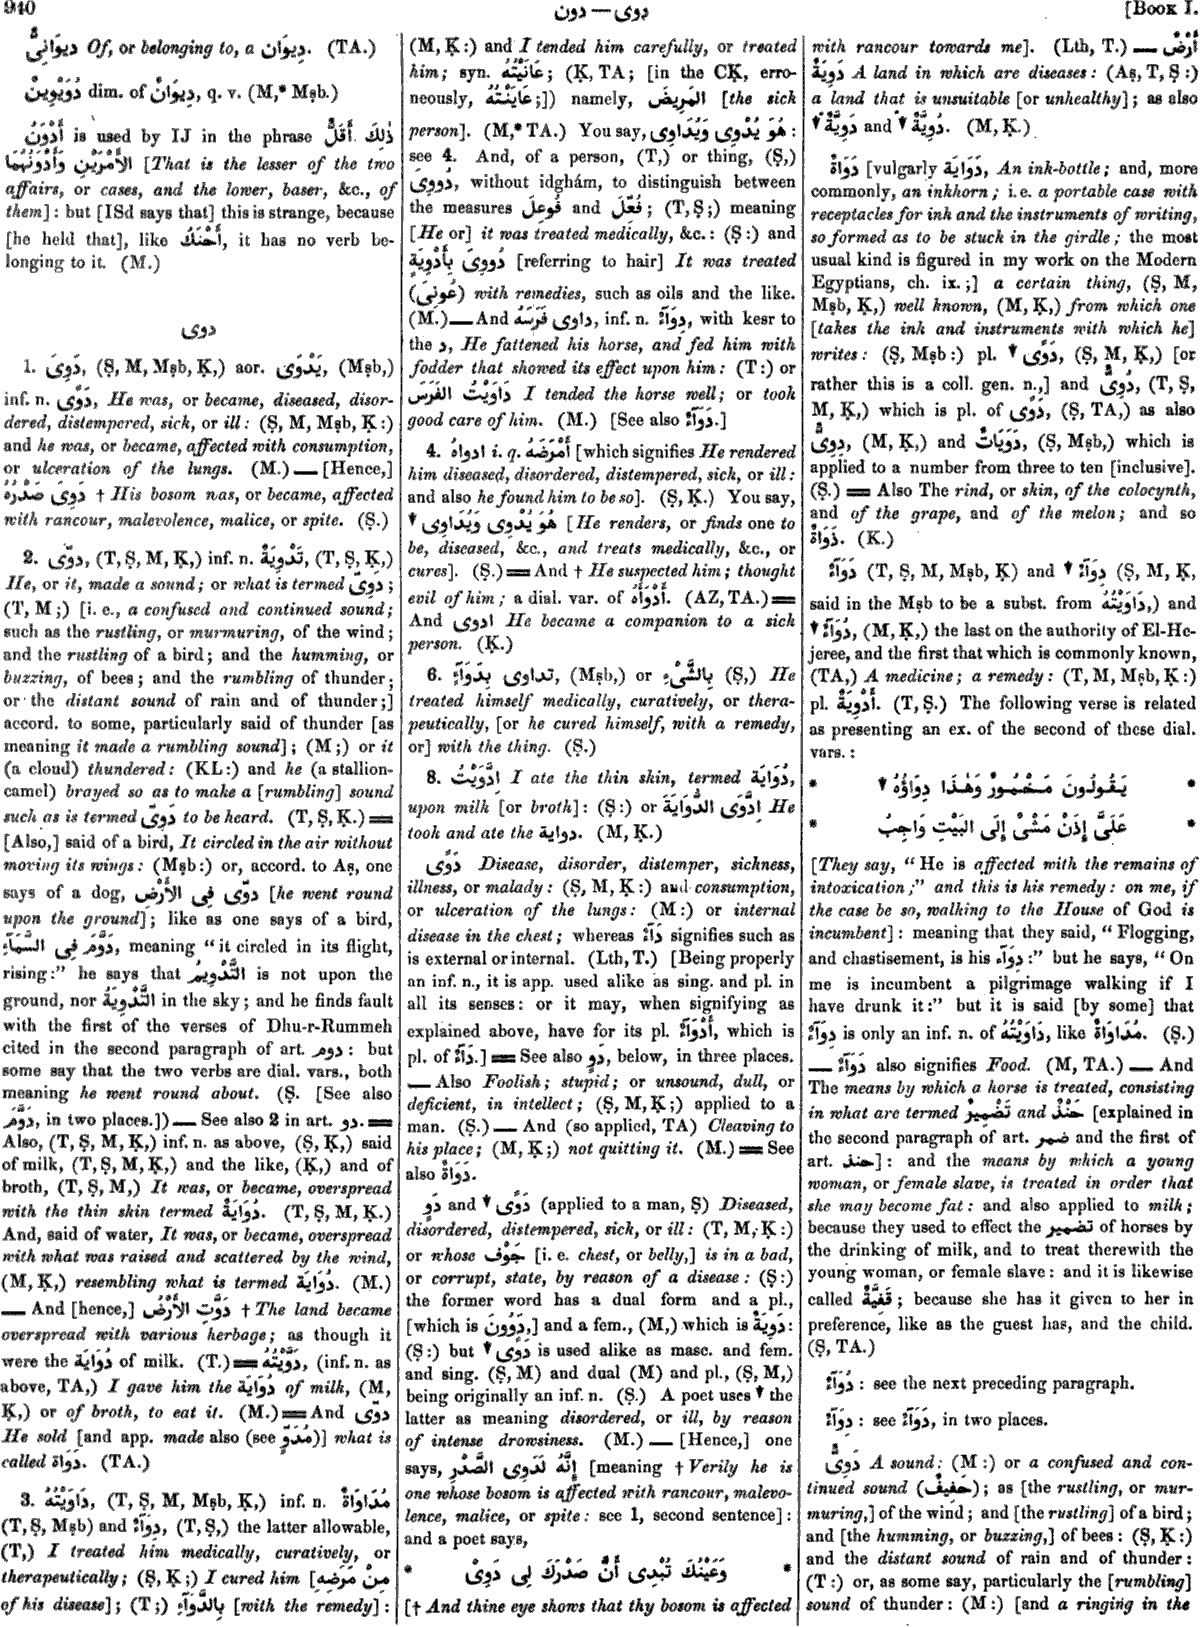 940
دوى — دون
[Book I.
دِيوَانِىٌّ Of, or belonging to, a دِيوَان. (TA.)
دُوَيْوِينٌ dim. of دِيوَانٌ, q. v. (M,* Mṣb.)
أَدْوَنُ is used by IJ in the phrase ذٰلِكَ أَقَلُّ
الأَمْرَيْنِ وَأَدْوَنُهُمَا [That is the lesser of the two
affairs, or cases, and the lower, baser, &c., of
them]: but [ISd says that] this is strange, because
[he held that], like أَحْنَكُ, it has no verb be-
longing to it. (M.)
دوى
1. دَوِىَ, (Ṣ, M, Mṣb, Ḳ,) aor. يَدْوَى, (Mṣb,)
inf. n. دَوًى, He was, or became, diseased, disor-
dered, distempered, sick, or ill: (Ṣ, M, Mṣb, Ḳ:)
and he was, or became, affected with consumption,
or ulceration of the lungs. (M.) — [Hence,]
دَوِىَ صَدْرُهُ † His bosom was, or became, affected
with rancour, malevolence, malice, or spite. (Ṣ.)
2. دوّى, (T, Ṣ, M, Ḳ,) inf. n. تَدْوِيَةٌ, (T, Ṣ, Ḳ,)
He, or it, made a sound; or what is termed دَوِىّ;
(T, M;) [i. e., a confused and continued sound;
such as the rustling, or murmuring, of the wind;
and the rustling of a bird; and the humming, or
buzzing, of bees; and the rumbling of thunder;
or the distant sound of rain and of thunder;]
accord. to some, particularly said of thunder [as
meaning it made a rumbling sound]; (M;) or it
(a cloud) thundered: (KL:) and he (a stallion-
camel) brayed so as to make a [rumbling] sound
such as is termed دَوِىّ to be heard. (T, Ṣ, Ḳ.) ==
[Also,] said of a bird, It circled in the air without
moving its wings: (Mṣb:) or, accord. to Aṣ, one
says of a dog, دوّى فِى الأَرْضِ [he went round
upon the ground]; like as one says of a bird,
دَوَّمَ فِى السَّمَآءِ, meaning "it circled in its flight,
rising:" he says that التَّدْوِيمُ is not upon the
ground, nor التَّدْوِيَةُ in the sky; and he finds fault
with the first of the verses of Dhu-r-Rummeh
cited in the second paragraph of art. دوم: but
some say that the two verbs are dial. vars., both
meaning he went round about. (Ṣ. [See also
دَوَّمَ, in two places.]) — See also 2 in art. دو. ==
Also, (T, Ṣ, M, Ḳ,) inf. n. as above, (Ṣ, Ḳ,) said
of milk, (T, Ṣ, M, Ḳ,) and the like, (Ḳ,) and of
broth, (T, Ṣ, M,) It was, or became, overspread
with the thin skin termed دُوَايَة. (T, Ṣ, M, Ḳ.)
And, said of water, It was, or became, overspread
with what was raised and scattered by the wind,
(M, Ḳ,) resembling what is termed دُوَايَة. (M.)
— And [hence,] دَوَّتِ الأَرْضُ † The land became
overspread with various herbage; as though it
were the دُوَايَة of milk. (T.) == دَوَّيْتُهُ, (inf. n. as
above, TA,) I gave him the دُوَايَة of milk, (M,
Ḳ,) or of broth, to eat it. (M.) == And دوّى
He sold [and app. made also (see مُدَوٍّ)] what is
called دَوَاة. (TA.)
3. دَاوَيْتُهُ, (T, Ṣ, M, Mṣb, Ḳ,) inf. n. مُدَاوَاةٌ
(T, Ṣ, Mṣb) and دِوَآءٌ, (T, Ṣ,) the latter allowable,
(T,) I treated him medically, curatively, or
therapeutically; (Ṣ, Ḳ;) I cured him [مِنْ مَرَضِهِ
of his disease]; (T;) بِالدَّوَآءِ [with the remedy]:
(M, Ḳ:) and I tended him carefully, or treated
him; syn. عَانَيْتُهُ; (Ḳ, TA; [in the CḲ, erro-
neously, عَايَنْتُهُ;]) namely, المَرِيضَ [the sick
person]. (M,* TA.) You say, هُوَ يُدْوِى وَيُدَاوِى:
see 4. And, of a person, (T,) or thing, (Ṣ,)
دُووِىَ, without idghám, to distinguish between
the measures فُوعِلَ and فُعِّلَ; (T, Ṣ;) meaning
[He or] it was treated medically, &c.: (Ṣ:) and
دُووِىَ بِأَدْوِيَةٍ [referring to hair] It was treated
(عُونِىَ) with remedies, such as oils and the like.
(M.) — And داوى فَرَسَهُ, inf. n. دِوَآءٌ, with kesr to
the د, He fattened his horse, and fed him with
fodder that showed its effect upon him: (T:) or
دَاوَيْتُ الفَرَسَ I tended the horse well; or took
good care of him. (M.) [See also دَوَآءٌ.]
4. ادواهُ i. q. أَمْرَضَهُ [which signifies He rendered
him diseased, disordered, distempered, sick, or ill:
and also he found him to be so]. (Ṣ, Ḳ.) You say,
هُوَ يُدْوِى وَيُدَاوِى ▾ [He renders, or finds one to
be, diseased, &c., and treats medically, &c., or
cures]. (Ṣ.) == And † He suspected him; thought
evil of him; a dial. var. of أَدْوَأَهُ. (AZ, TA.) ==
And ادوى He became a companion to a sick
person. (Ḳ.)
6. تداوى بِدَوَآءٍ, (Mṣb,) or بِالشَّىْءِ (Ṣ,) He
treated himself medically, curatively, or thera-
peutically, [or he cured himself, with a remedy,
or] with the thing. (Ṣ.)
8. اِدَّوَيْتُ I ate the thin skin, termed دُوَايَة,
upon milk [or broth]: (Ṣ:) or اِدَّوَى الدُّوَايَةَ He
took and ate the دواية. (M, Ḳ.)
دَوًى Disease, disorder, distemper, sickness,
illness, or malady: (Ṣ, M, Ḳ:) and consumption,
or ulceration of the lungs: (M:) or internal
disease in the chest; whereas دَآءٌ signifies such as
is external or internal. (Lth, T.) [Being properly
an inf. n., it is app. used alike as sing. and pl. in
all its senses: or it may, when signifying as
explained above, have for its pl. أَدْوَآءٌ, which is
pl. of دَآءٌ.] == See also دَوٍ, below, in three places.
— Also Foolish; stupid; or unsound, dull, or
deficient, in intellect; (Ṣ, M, Ḳ;) applied to a
man. (Ṣ.) — And (so applied, TA) Cleaving to
his place; (M, Ḳ;) not quitting it. (M.) == See
also دَوَاةٌ.
دَوٍ and ▾ دَوًى (applied to a man, Ṣ) Diseased,
disordered, distempered, sick, or ill: (T, M, Ḳ:)
or whose جَوْف [i. e. chest, or belly,] is in a bad,
or corrupt, state, by reason of a disease: (Ṣ:)
the former word has a dual form and a pl.,
[which is دَوُونَ,] and a fem., (M,) which is دَوِيَةٌ:
(Ṣ:) but ▾ دَوًى is used alike as masc. and fem.
and sing. (Ṣ, M) and dual (M) and pl., (Ṣ, M,)
being originally an inf. n. (Ṣ.) A poet uses ▾ the
latter as meaning disordered, or ill, by reason
of intense drowsiness. (M.) — [Hence,] one
says, إِنَّهُ لَدَوِى الصَّدْرِ [meaning † Verily he is
one whose bosom is affected with rancour, malevo-
lence, malice, or spite: see 1, second sentence]:
and a poet says,
* وَعَيْنُكَ تُبْدِى أَنَّ صَدْرَكَ لِى دَوِىْ *
[† And thine eye shows that thy bosom is affected
with rancour towards me]. (Lth, T.) — أَرْضٌ
دَوِيَةٌ A land in which are diseases: (Aṣ, T, Ṣ:)
a land that is unsuitable [or unhealthy]; as also
▾ دَوِيَّةٌ and ▾ دُوِيَّةٌ. (M, Ḳ.)
دَوَاةٌ [vulgarly دَوَايَة, An ink-bottle; and, more
commonly, an inkhorn; i. e. a portable case with
receptacles for ink and the instruments of writing,
so formed as to be stuck in the girdle; the most
usual kind is figured in my work on the Modern
Egyptians, ch. ix.;] a certain thing, (Ṣ, M,
Mṣb, Ḳ,) well known, (M, Ḳ,) from which one
[takes the ink and instruments with which he]
writes: (Ṣ, Mṣb:) pl. ▾ دَوًى, (Ṣ, M, Ḳ,) [or
rather this is a coll. gen. n.,] and دُوِىٌّ, (T, Ṣ,
M, Ḳ,) which is pl. of دَوًى, (Ṣ, TA,) as also
دِوِىٌّ, (M, Ḳ,) and دَوَيَاتٌ, (Ṣ, Mṣb,) which is
applied to a number from three to ten [inclusive].
(Ṣ.) == Also The rind, or skin, of the colocynth,
and of the grape, and of the melon; and so
ذَوَاةٌ. (K.)
دَوَآءٌ (T, Ṣ, M, Mṣb, Ḳ) and ▾ دِوَآءٌ (Ṣ, M, Ḳ,
said in the Mṣb to be a subst. from دَاوَيْتُهُ,) and
▾ دُوَآءٌ, (M, Ḳ,) the last on the authority of El-He-
jeree, and the first that which is commonly known,
(TA,) A medicine; a remedy: (T, M, Mṣb, Ḳ:)
pl. أَدْوِيَةٌ. (T, Ṣ.) The following verse is related
as presenting an ex. of the second of these dial.
vars.:
* يَقُولُونَ مَخْمُورٌ وَهٰذَا دِوَاؤُهُ ▾ *
* عَلَىَّ إِذَنْ مَشْىٌ إِلَى البَيْتِ وَاجِبُ *
[They say, "He is affected with the remains of
intoxication;" and this is his remedy: on me, if
the case be so, walking to the House of God is
incumbent]: meaning that they said, "Flogging,
and chastisement, is his دِوَآء:" but he says, "On
me is incumbent a pilgrimage walking if I
have drunk it:" but it is said [by some] that
دِوَآءٌ is only an inf. n. of دَاوَيْتُهُ, like مُدَاوَاةٌ. (Ṣ.)
— دَوَآءٌ also signifies Food. (M, TA.) — And
The means by which a horse is treated, consisting
in what are termed تَضْمِيرٌ and حَنْذٌ [explained in
the second paragraph of art. ضمر and the first of
art. حنذ]: and the means by which a young
woman, or female slave, is treated in order that
she may become fat: and also applied to milk;
because they used to effect the تضمير of horses by
the drinking of milk, and to treat therewith the
young woman, or female slave: and it is likewise
called قَفِيَّةٌ; because she has it given to her in
preference, like as the guest has, and the child.
(Ṣ, TA.)
دُوَآءٌ: see the next preceding paragraph.
دِوَآءٌ: see دَوَآءٌ, in two places.
دَوِىٌّ A sound: (M:) or a confused and con-
tinued sound (حَفِيفٌ); as [the rustling, or mur-
muring,] of the wind; and [the rustling] of a bird;
and [the humming, or buzzing,] of bees: (Ṣ, Ḳ:)
and the distant sound of rain and of thunder:
(T:) or, as some say, particularly the [rumbling]
sound of thunder: (M:) [and a ringing in the